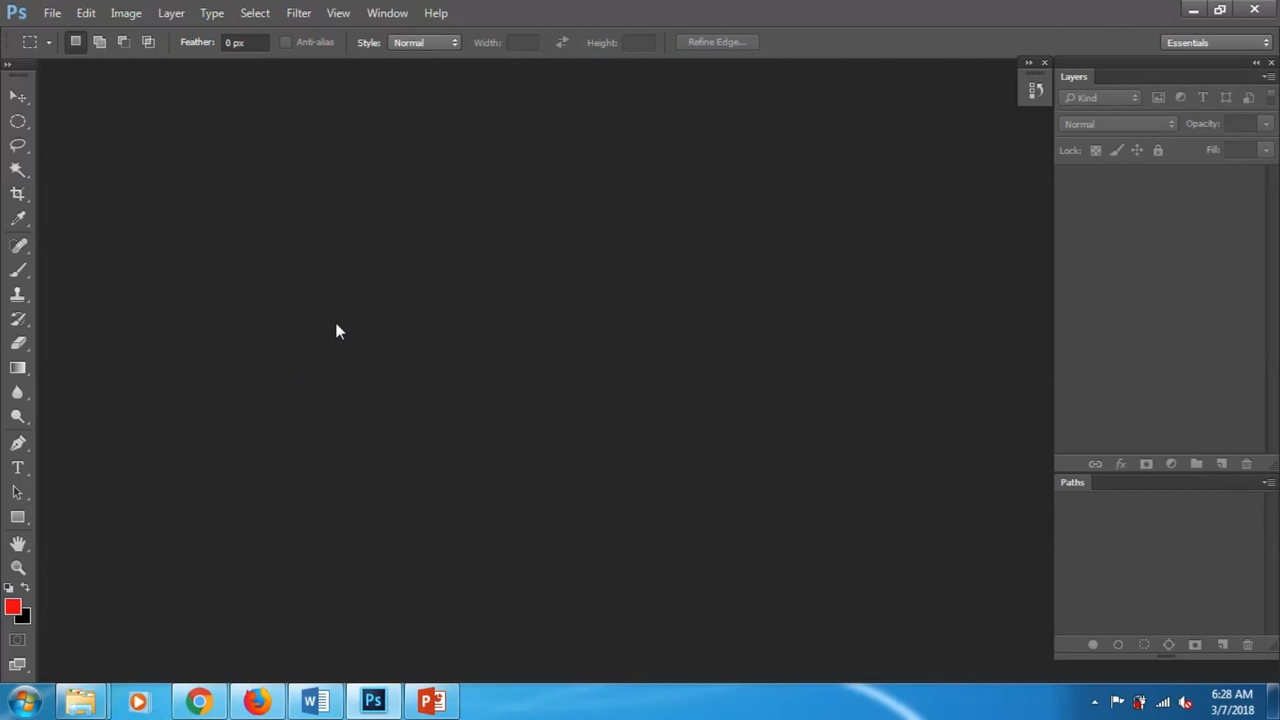 Ps File Edit Image Layer Type Select Filter View Window Help
Feather: 0 px Anti-alias Style: Normal Width: Height: Refine Edge... Essentials
Layers
Kind
Normal Opacity:
Lock: Fill:
Paths
6:28 AM
3/7/2018